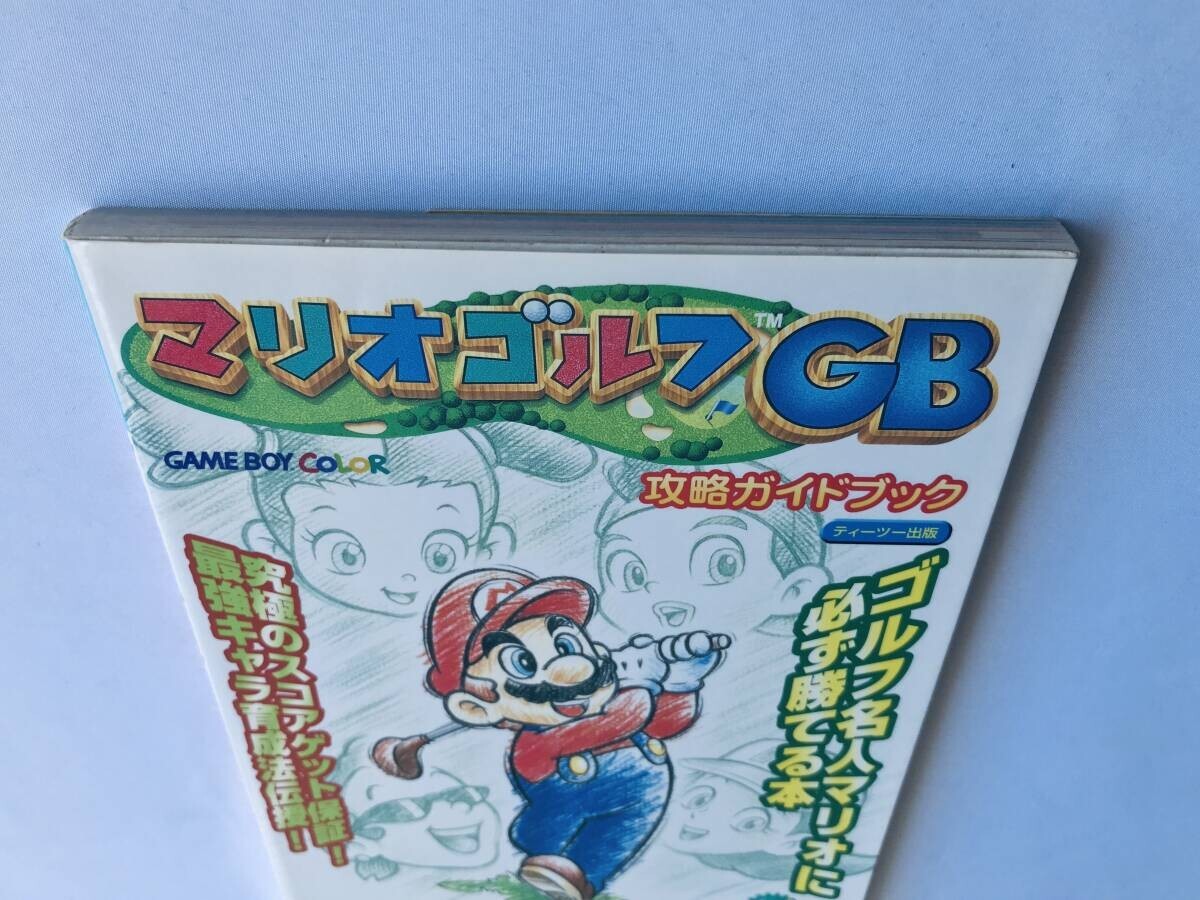 マリオゴルフ™GB
GAME BOY COLOR
攻略ガイドブック
ティーツー出版
ゴルフ名人マリオに
必ず勝てる本
究極のスコアゲット保証!
最強キャラ育成法伝授!
M